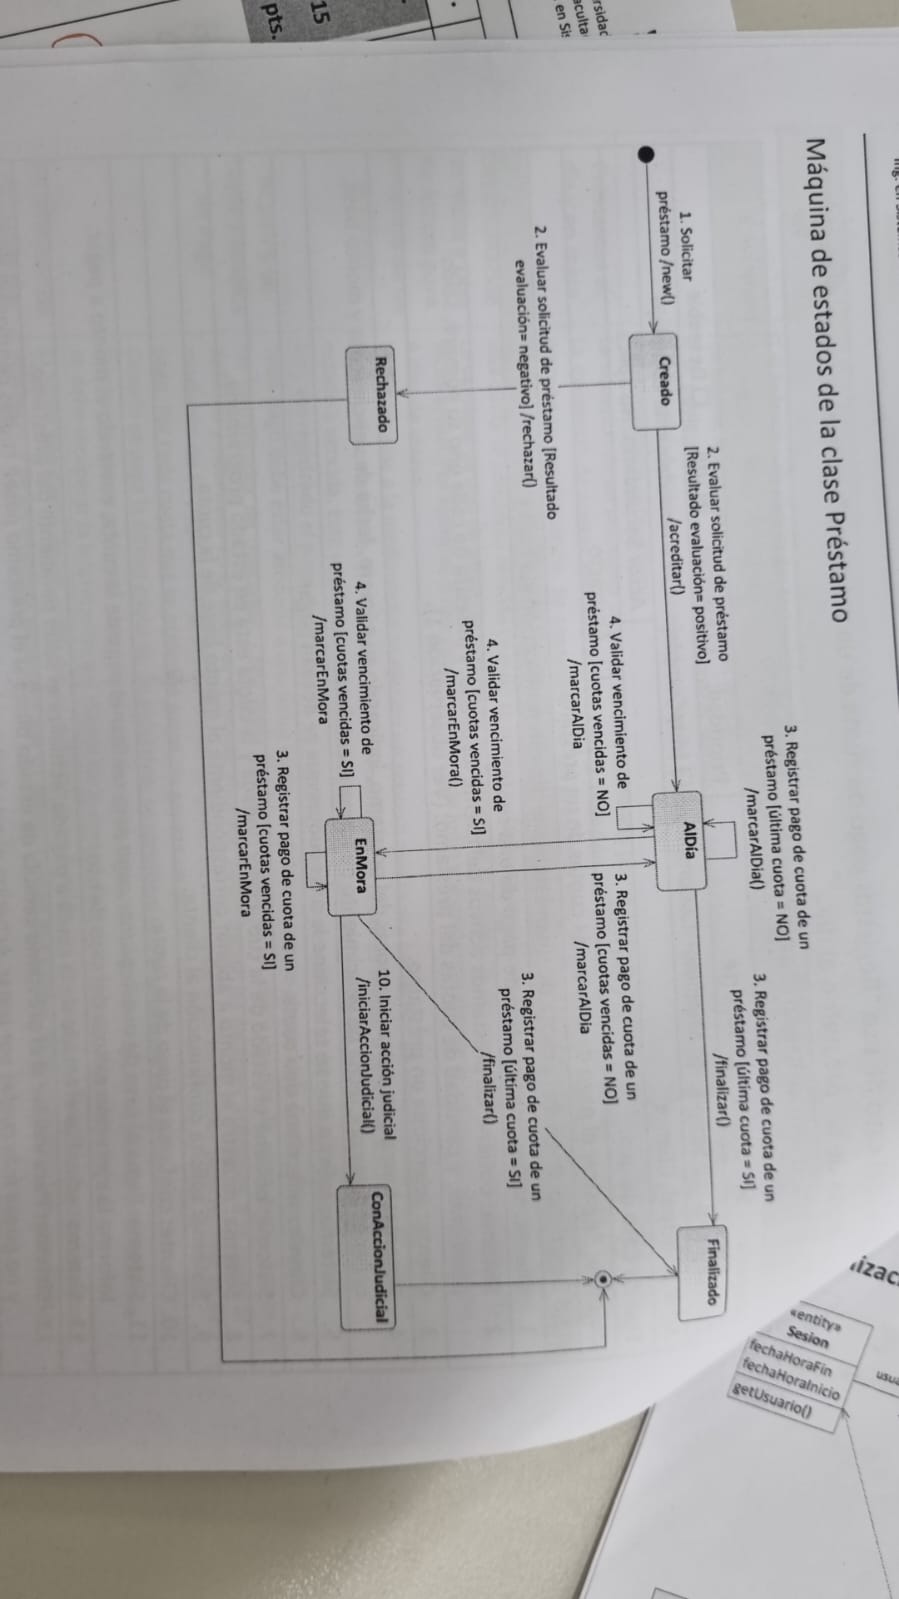 Máquina de estados de la clase Préstamo
1. Solicitar
préstamo /new()
Creado
2. Evaluar solicitud de préstamo
[Resultado evaluación= positivo]
/acreditar()
2. Evaluar solicitud de préstamo [Resultado
evaluación= negativo] /rechazar()
Rechazado
3. Registrar pago de cuota de un
préstamo [última cuota = NO]
/marcarAlDia()
AlDía
4. Validar vencimiento de
préstamo [cuotas vencidas = NO]
/marcarAlDia
4. Validar vencimiento de
préstamo [cuotas vencidas = SI]
/marcarEnMora()
4. Validar vencimiento de
préstamo [cuotas vencidas = SI]
/marcarEnMora
EnMora
3. Registrar pago de cuota de un
préstamo [cuotas vencidas = SI]
/marcarEnMora
3. Registrar pago de cuota de un
préstamo [cuotas vencidas = NO]
/marcarAlDia
3. Registrar pago de cuota de un
préstamo [última cuota = SI]
/finalizar()
3. Registrar pago de cuota de un
préstamo [última cuota = SI]
/finalizar()
Finalizado
10. Iniciar acción judicial
/iniciarAccionJudicial()
ConAccionJudicial
15
pts.
en Si
izac
«entity»
Sesion
fechaHoraFin
fechaHoraInicio
getUsuario()
usu